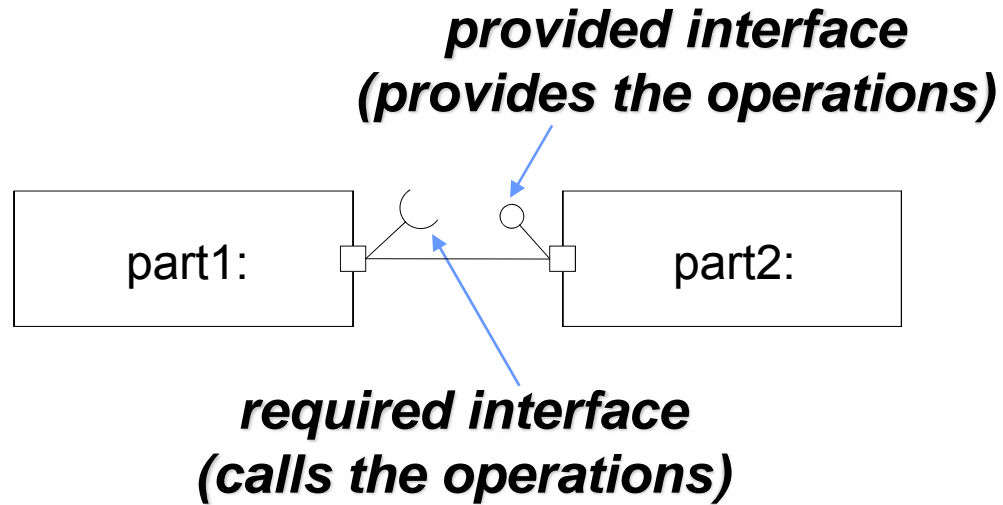 provided interface
(provides the operations)
part1:
part2:
required interface
(calls the operations)